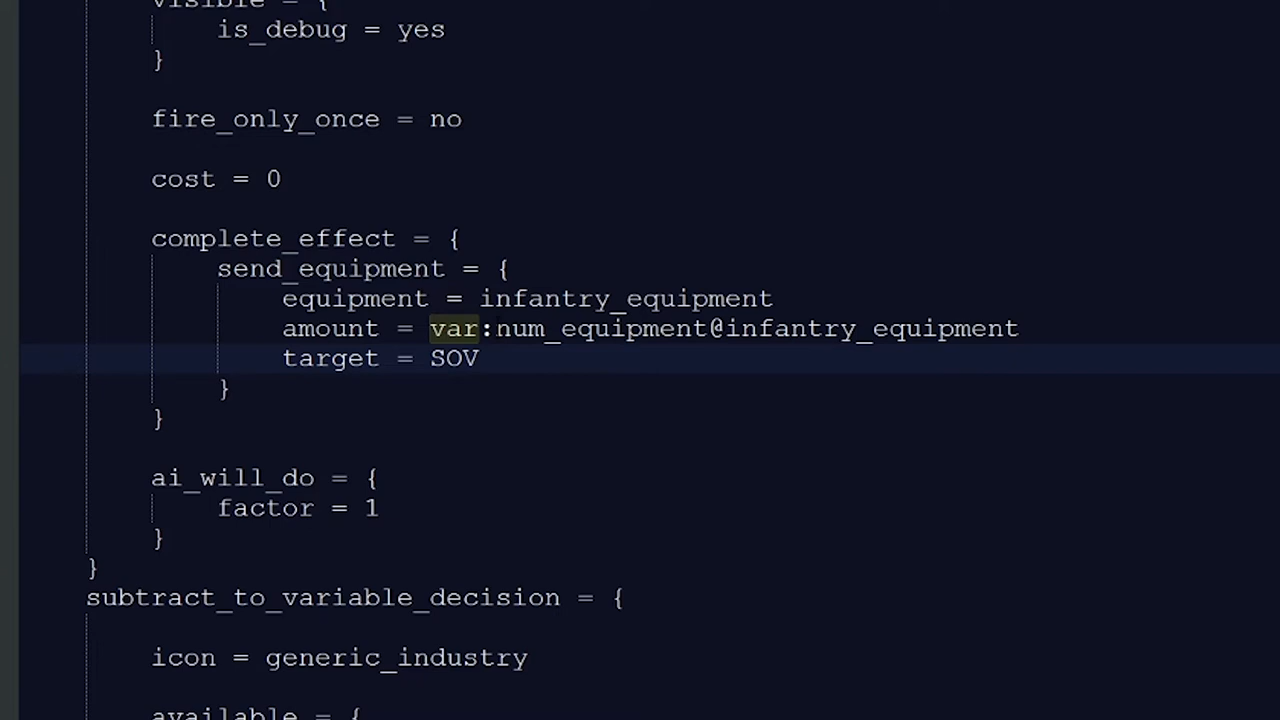 visible = {
is_debug = yes
}
fire_only_once = no
cost = 0
complete_effect = {
send_equipment = {
equipment = infantry_equipment
amount = var:num_equipment@infantry_equipment
target = SOV
}
}
ai_will_do = {
factor = 1
}
}
subtract_to_variable_decision = {
icon = generic_industry
available = {